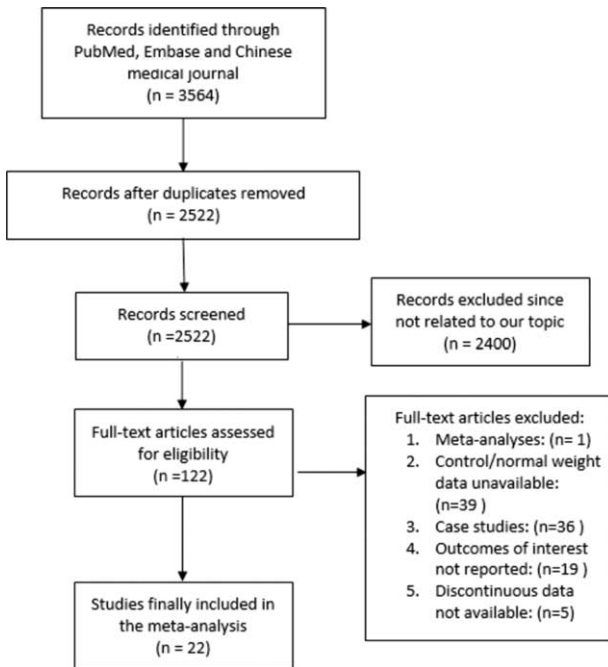 Records identified through
PubMed, Embase and Chinese
medical journal
(n = 3564)
Records after duplicates removed
(n = 2522)
Records screened
(n =2522)
Records excluded since
not related to our topic
(n = 2400)
Full-text articles assessed
for eligibility
(n =122)
Full-text articles excluded:
1. Meta-analyses: (n= 1)
2. Control/normal weight
data unavailable:
(n=39 )
3. Case studies: (n=36 )
4. Outcomes of interest
not reported: (n=19 )
5. Discontinuous data
not available: (n=5)
Studies finally included in
the meta-analysis
(n = 22)